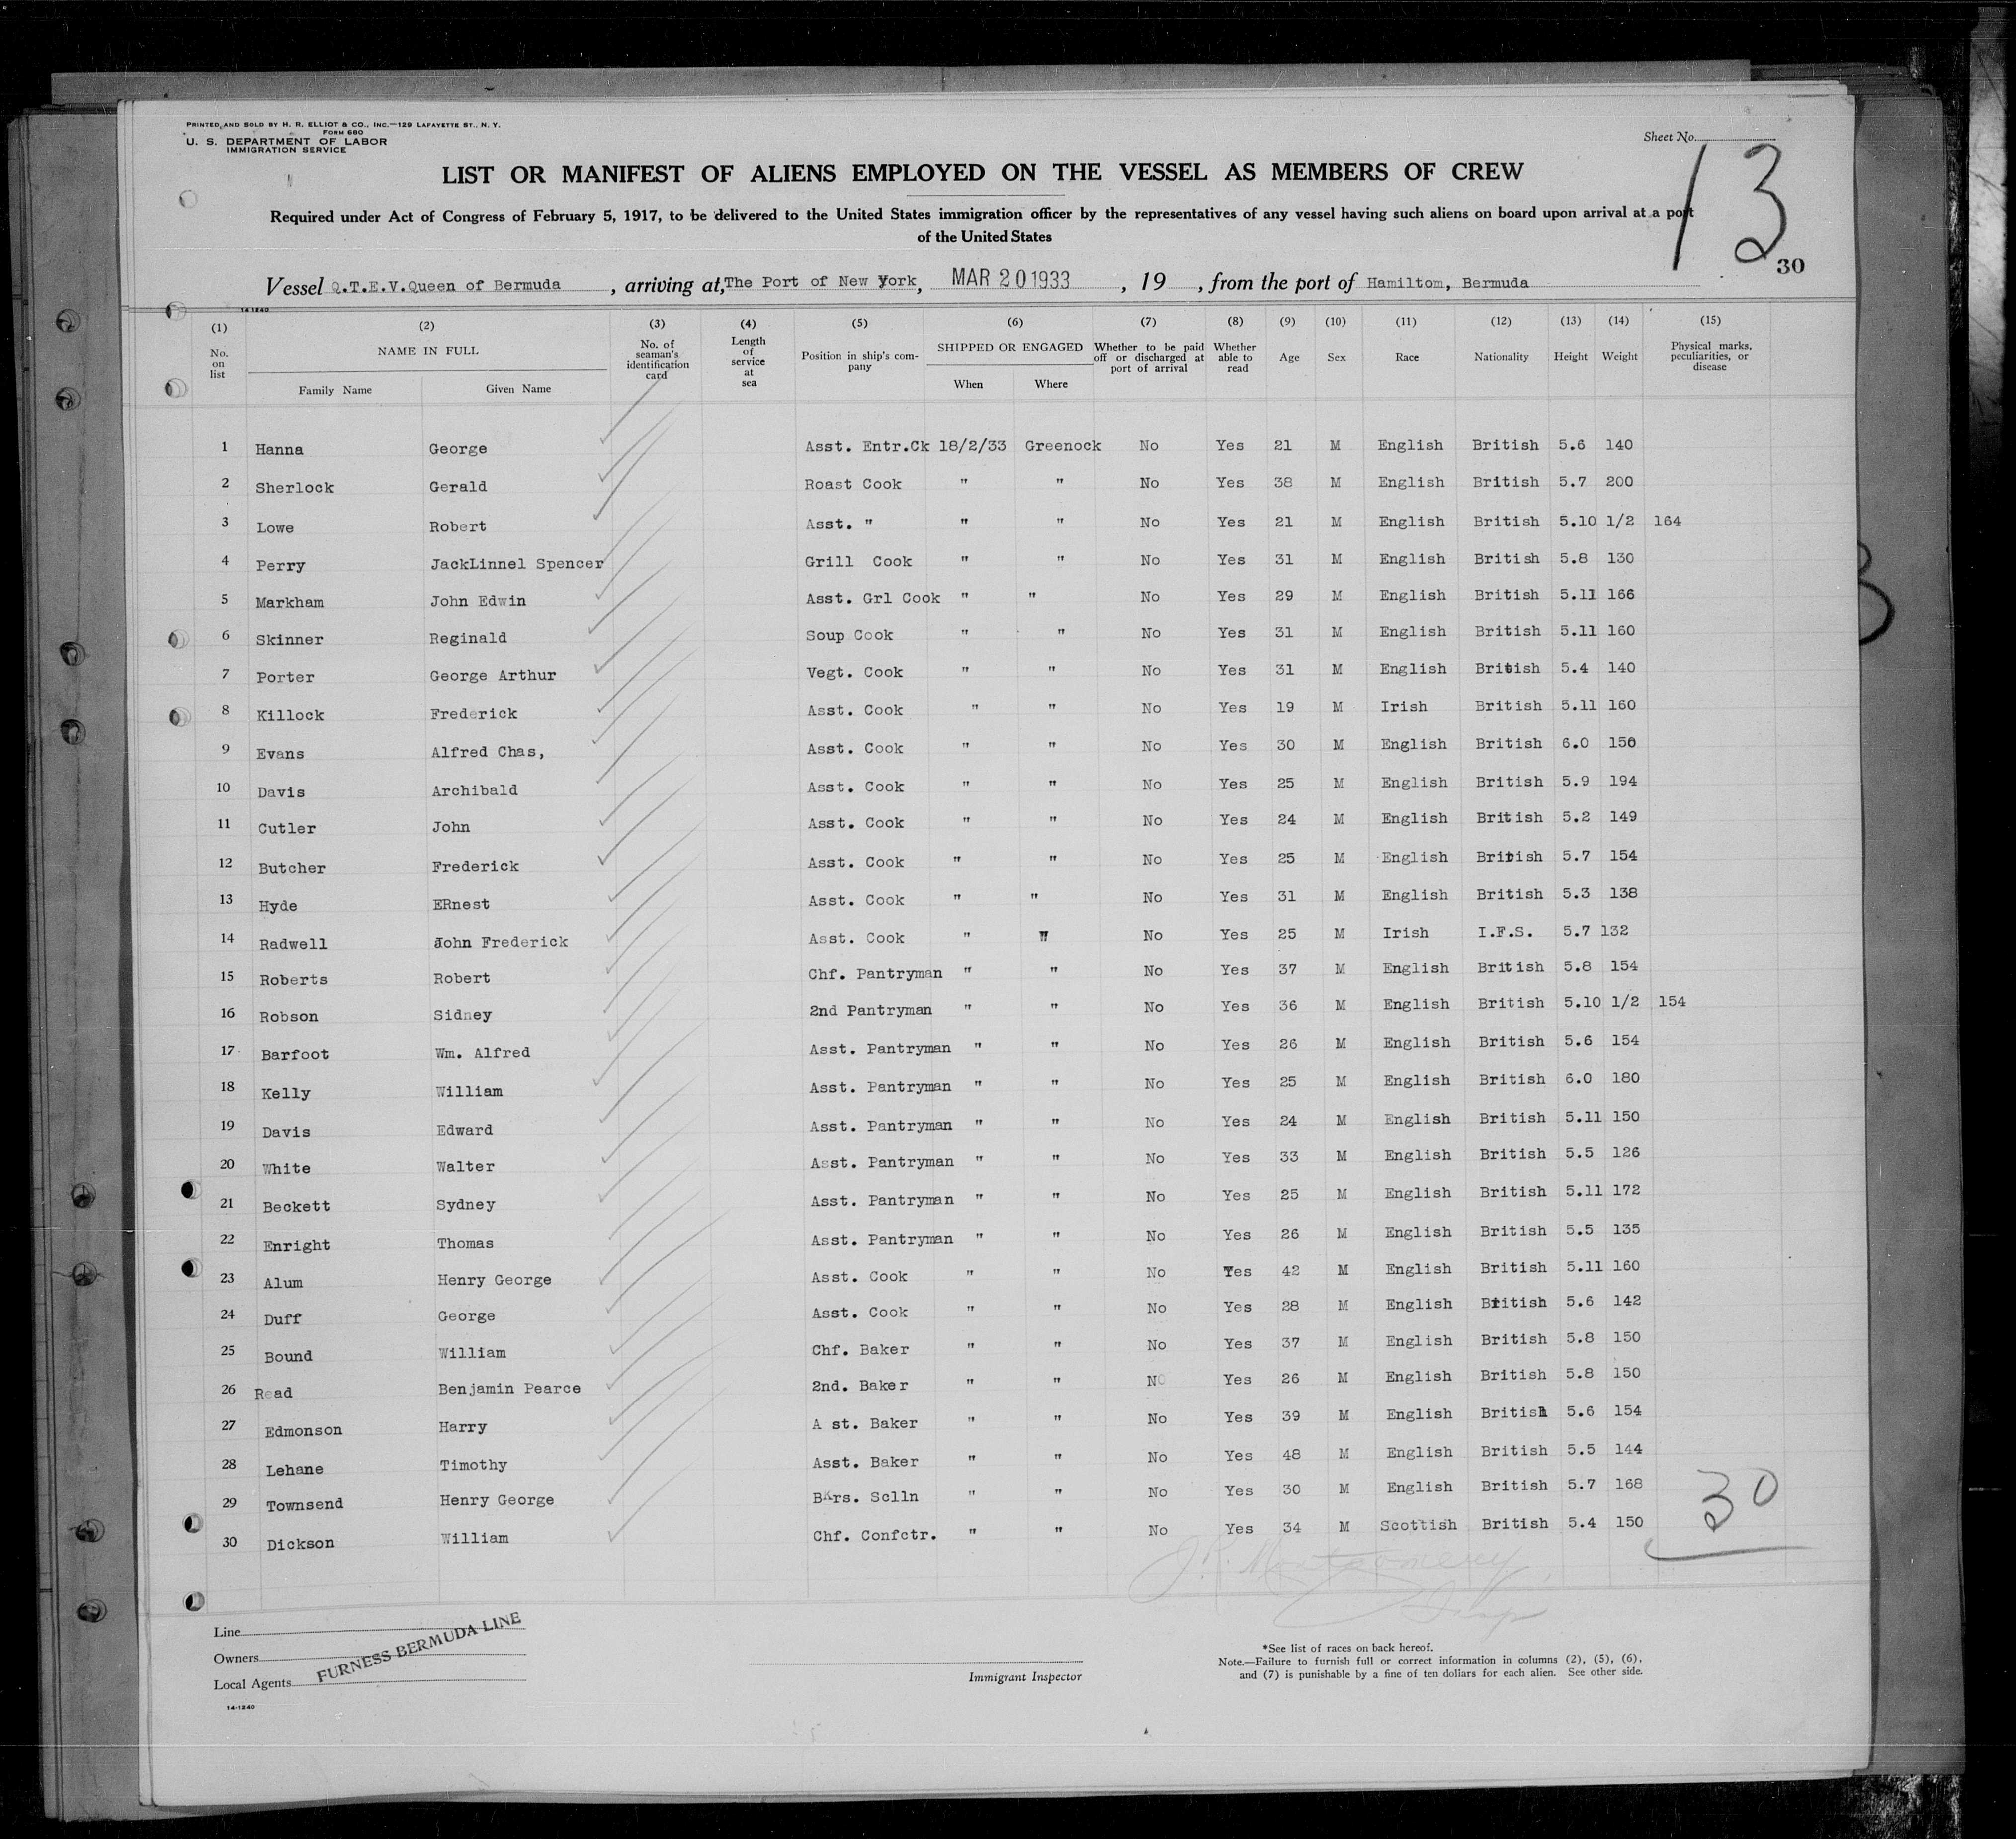 PRINTED AND SOLD BY H. R. ELLIOT & CO., INC.—129 LAFAYETTE ST., N. Y.
FORM 680
U. S. DEPARTMENT OF LABOR
IMMIGRATION SERVICE
Sheet No.
13
LIST OR MANIFEST OF ALIENS EMPLOYED ON THE VESSEL AS MEMBERS OF CREW
Required under Act of Congress of February 5, 1917, to be delivered to the United States immigration officer by the representatives of any vessel having such aliens on board upon arrival at a port
of the United States
30
Vessel Q.T.E.V.Queen of Bermuda, arriving at, The Port of New York, MAR 20 1933, 19 , from the port of Hamiltom, Bermuda
14-1240
(1) (2) (3) (4) (5) (6) (7) (8) (9) (10) (11) (12) (13) (14) (15)
No. on list NAME IN FULL No. of seaman's identification card Length of service at sea Position in ship's company SHIPPED OR ENGAGED Whether to be paid off or discharged at port of arrival Whether able to read Age Sex Race Nationality Height Weight Physical marks, peculiarities, or disease
Family Name Given Name When Where
1 Hanna George Asst. Entr.Ck 18/2/33 Greenock No Yes 21 M English British 5.6 140
2 Sherlock Gerald Roast Cook " " No Yes 38 M English British 5.7 200
3 Lowe Robert Asst. " " " No Yes 21 M English British 5.10 1/2 164
4 Perry JackLinnel Spencer Grill Cook " " No Yes 31 M English British 5.8 130
5 Markham John Edwin Asst. Grl Cook " " No Yes 29 M English British 5.11 166
6 Skinner Reginald Soup Cook " " No Yes 31 M English British 5.11 160
7 Porter George Arthur Vegt. Cook " " No Yes 31 M English British 5.4 140
8 Killock Frederick Asst. Cook " " No Yes 19 M Irish British 5.11 160
9 Evans Alfred Chas, Asst. Cook " " No Yes 30 M English British 6.0 156
10 Davis Archibald Asst. Cook " " No Yes 25 M English British 5.9 194
11 Cutler John Asst. Cook " " No Yes 24 M English British 5.2 149
12 Butcher Frederick Asst. Cook " " No Yes 25 M English British 5.7 154
13 Hyde ERnest Asst. Cook " " No Yes 31 M English British 5.3 138
14 Radwell John Frederick Asst. Cook " " No Yes 25 M Irish I.F.S. 5.7 132
15 Roberts Robert Chf. Pantryman " " No Yes 37 M English British 5.8 154
16 Robson Sidney 2nd Pantryman " " No Yes 36 M English British 5.10 1/2 154
17 Barfoot Wm. Alfred Asst. Pantryman " " No Yes 26 M English British 5.6 154
18 Kelly William Asst. Pantryman " " No Yes 25 M English British 6.0 180
19 Davis Edward Asst. Pantryman " " No Yes 24 M English British 5.11 150
20 White Walter Asst. Pantryman " " No Yes 33 M English British 5.5 126
21 Beckett Sydney Asst. Pantryman " " No Yes 25 M English British 5.11 172
22 Enright Thomas Asst. Pantryman " " No Yes 26 M English British 5.5 135
23 Alum Henry George Asst. Cook " " No Yes 42 M English British 5.11 160
24 Duff George Asst. Cook " " No Yes 28 M English British 5.6 142
25 Bound William Chf. Baker " " No Yes 37 M English British 5.8 150
26 Read Benjamin Pearce 2nd. Baker " " NO Yes 26 M English British 5.8 150
27 Edmonson Harry A st. Baker " " No Yes 39 M English British 5.6 154
28 Lehane Timothy Asst. Baker " " No Yes 48 M English British 5.5 144
29 Townsend Henry George Bkrs. Sclln " " No Yes 30 M English British 5.7 168
30 Dickson William Chf. Confctr. " " No Yes 34 M Scottish British 5.4 150
30
J.R. Montgomery
Insp
Line
Owners
Local Agents
FURNESS BERMUDA LINE
Immigrant Inspector
*See list of races on back hereof.
Note.—Failure to furnish full or correct information in columns (2), (5), (6),
and (7) is punishable by a fine of ten dollars for each alien. See other side.
14-1240